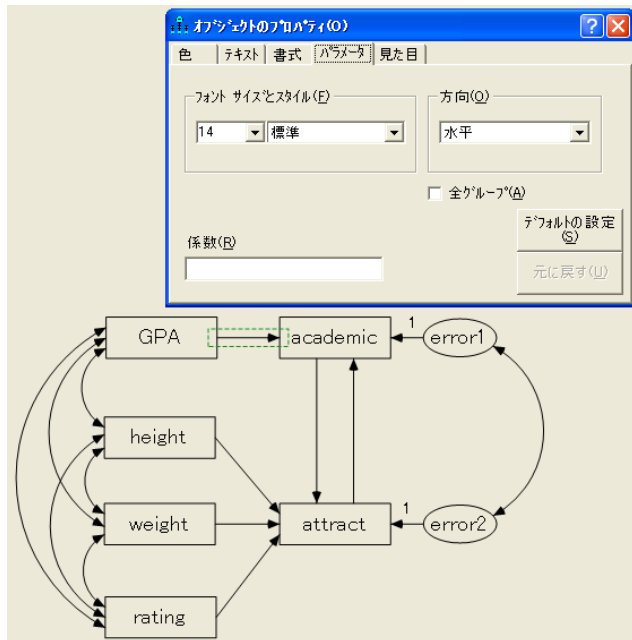 オブジェクトのプロパティ(O)
色 テキスト 書式 パラメータ 見た目
フォント サイズとスタイル(F)
方向(O)
14 標準
水平
全グループ(A)
デフォルトの設定
(S)
係数(R)
元に戻す(U)
GPA
academic
1
error1
height
weight
attract
1
error2
rating